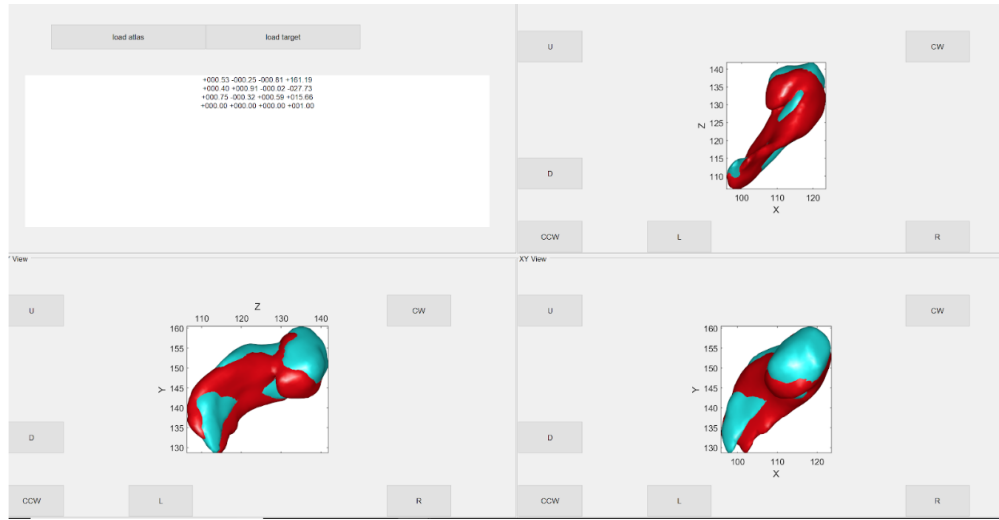 load atlas load target
+000.53 -000.25 -000.81 +161.19
+000.40 +000.91 -000.02 -027.73
+000.75 -000.32 +000.59 +015.66
+000.00 +000.00 +000.00 +001.00
U CW
140
135
130
Z 125
120
115
110
100 110 120
X
D
CCW L R
View
U CW
Z
110 120 130 140
160
155
150
Y 145
140
135
130
D
CCW L R
XY View
U CW
160
155
150
Y 145
140
135
130
100 110 120
X
D
CCW L R